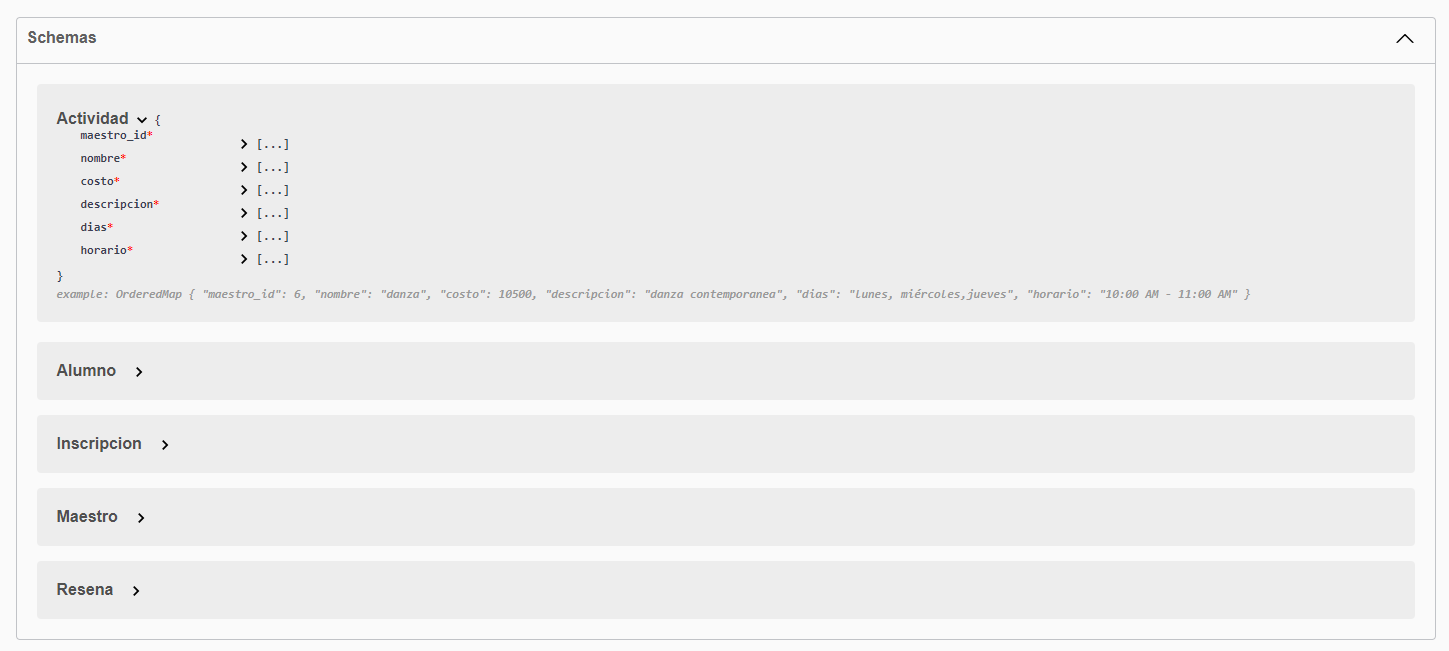 Schemas
Actividad {
maestro_id*
[...]
nombre*
[...]
costo*
[...]
descripcion*
[...]
dias*
[...]
horario*
[...]
}
example: OrderedMap { "maestro_id": 6, "nombre": "danza", "costo": 10500, "descripcion": "danza contemporanea", "dias": "lunes, miércoles,jueves", "horario": "10:00 AM - 11:00 AM" }
Alumno
Inscripcion
Maestro
Resena